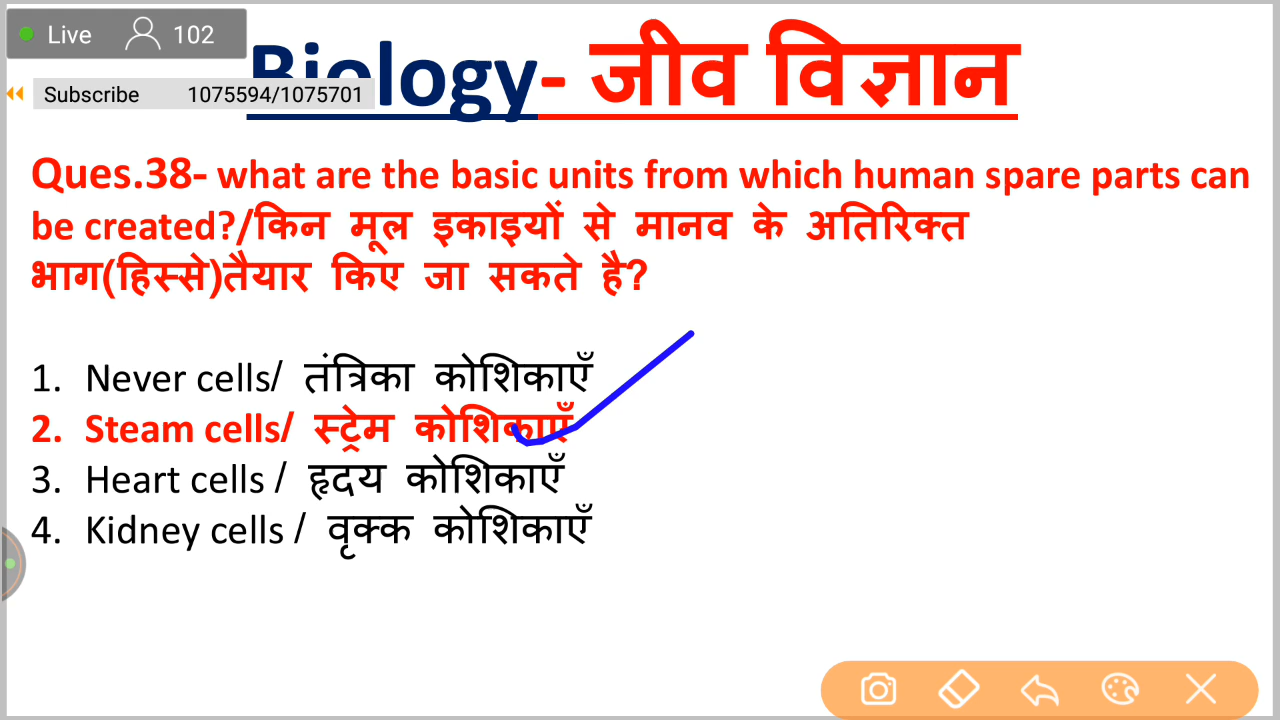 Live 102
Biology- जीव विज्ञान
Subscribe 1075594/1075701
Ques.38- what are the basic units from which human spare parts can
be created?/किन मूल इकाइयों से मानव के अतिरिक्त
भाग(हिस्से)तैयार किए जा सकते है?
1. Never cells/ तंत्रिका कोशिकाएँ
2. Steam cells/ स्ट्रेम कोशिकाएँ
3. Heart cells / हृदय कोशिकाएँ
4. Kidney cells / वृक्क कोशिकाएँ